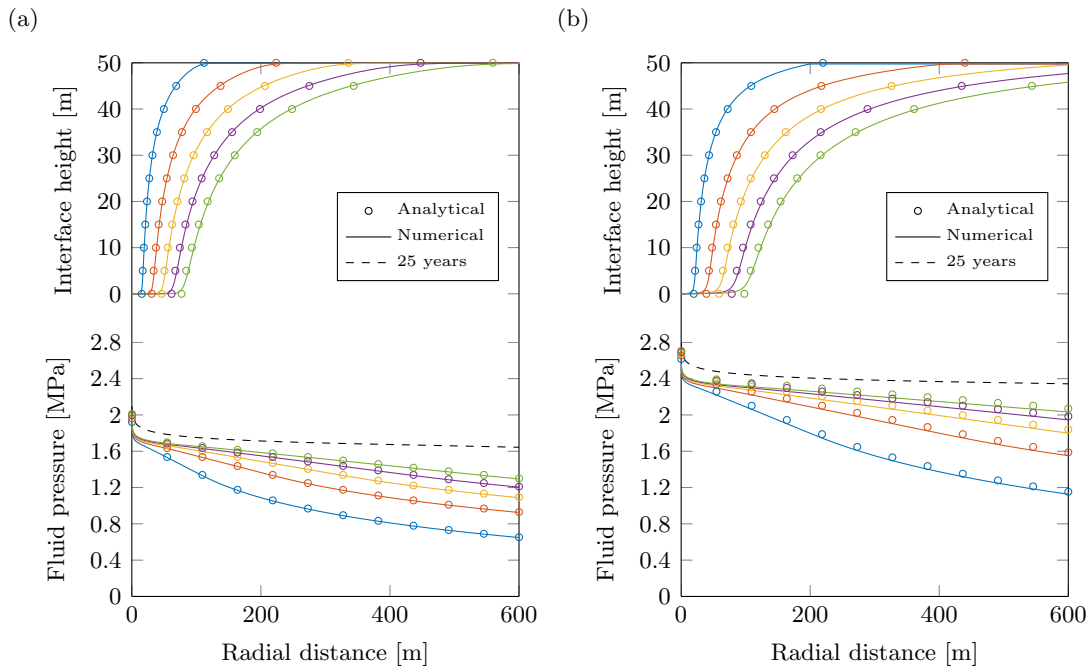 (a)
Interface height [m]
50
40
30
20
10
0
Analytical
Numerical
25 years
Fluid pressure [MPa]
2.8
2.4
2
1.6
1.2
0.8
0.4
0
0 200 400 600
Radial distance [m]
(b)
Interface height [m]
50
40
30
20
10
0
Analytical
Numerical
25 years
Fluid pressure [MPa]
2.8
2.4
2
1.6
1.2
0.8
0.4
0
0 200 400 600
Radial distance [m]